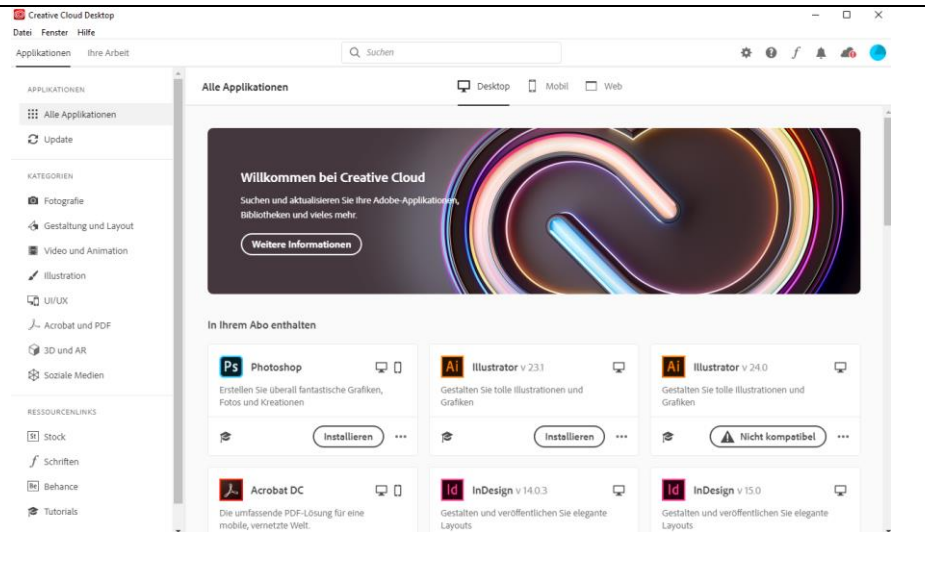 Creative Cloud Desktop
Datei Fenster Hilfe
Applikationen Ihre Arbeit
Suchen
APPLIKATIONEN
Alle Applikationen
Update
KATEGORIEN
Fotografie
Gestaltung und Layout
Video und Animation
Illustration
UI/UX
Acrobat und PDF
3D und AR
Soziale Medien
RESSOURCENLINKS
St Stock
Schriften
Be Behance
Tutorials
Alle Applikationen
Desktop Mobil Web
Willkommen bei Creative Cloud
Suchen und aktualisieren Sie Ihre Adobe-Applikationen,
Bibliotheken und vieles mehr.
Weitere Informationen
In Ihrem Abo enthalten
Ps Photoshop
Erstellen Sie überall fantastische Grafiken,
Fotos und Kreationen
Installieren
Ai Illustrator v 23.1
Gestalten Sie tolle Illustrationen und
Grafiken
Installieren
Ai Illustrator v 24.0
Gestalten Sie tolle Illustrationen und
Grafiken
Nicht kompatibel
Acrobat DC
Die umfassende PDF-Lösung für eine
mobile, vernetzte Welt.
Id InDesign v 14.0.3
Gestalten und veröffentlichen Sie elegante
Layouts
Id InDesign v 15.0
Gestalten und veröffentlichen Sie elegante
Layouts